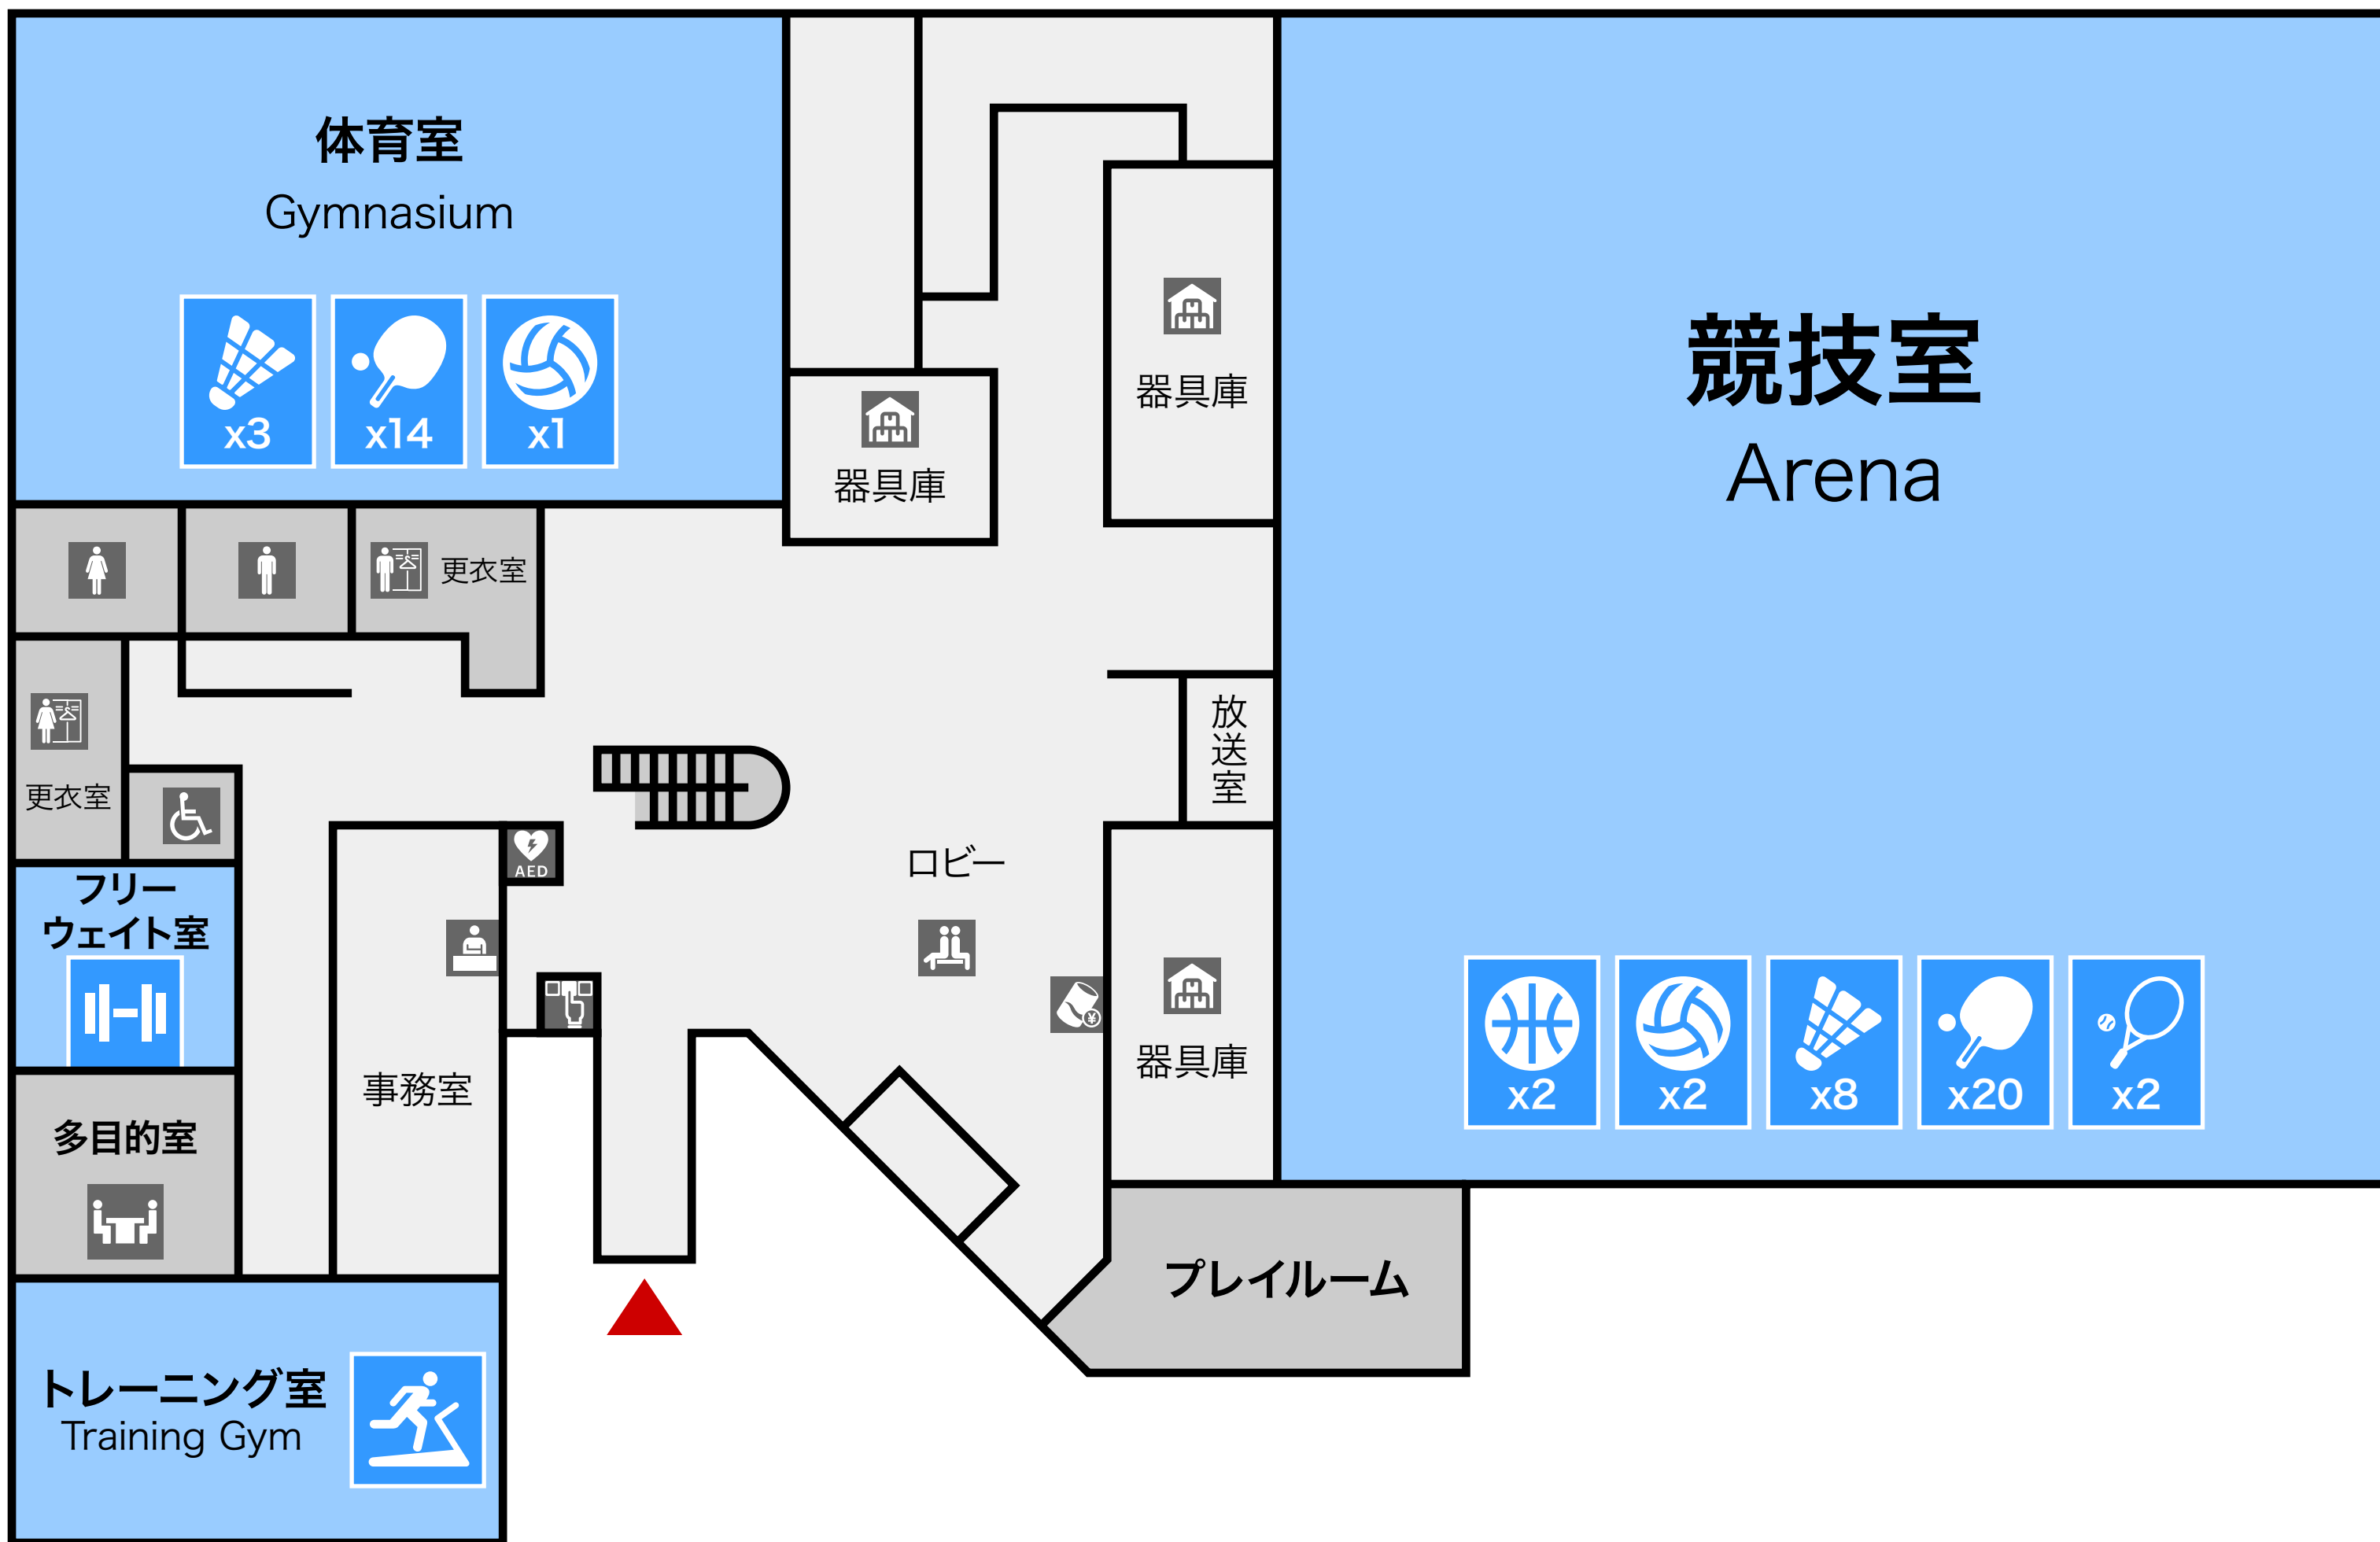 体育室
Gymnasium
x3
x14
x1
器具庫
器具庫
競技室
Arena
更衣室
更衣室
放送室
AED
ロビー
フリー
ウェイト室
事務室
器具庫
¥
x2
x2
x8
x20
x2
多目的室
プレイルーム
トレーニング室
Training Gym